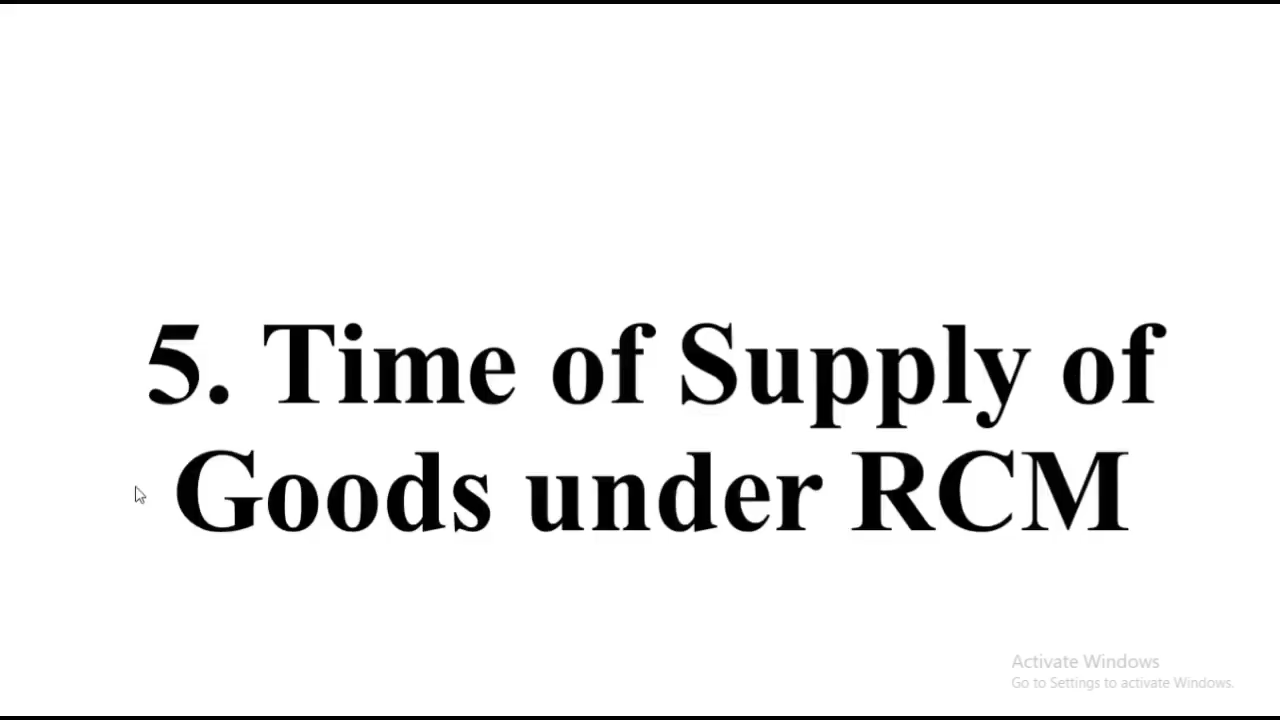 5. Time of Supply of
Goods under RCM
Activate Windows
Go to Settings to activate Windows.